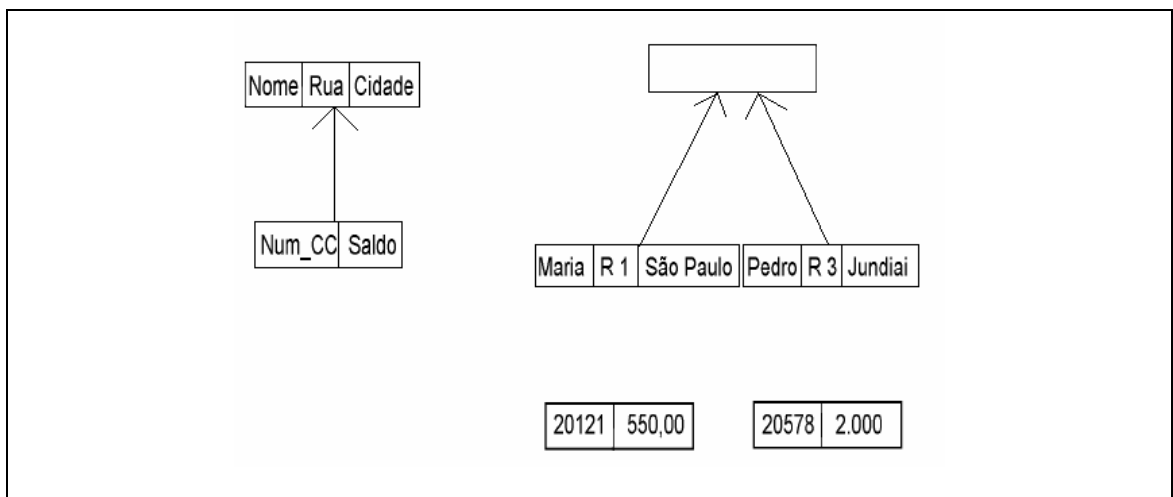 Nome Rua Cidade
Num_CC Saldo
Maria R 1 São Paulo Pedro R 3 Jundiai
20121 550,00 20578 2.000